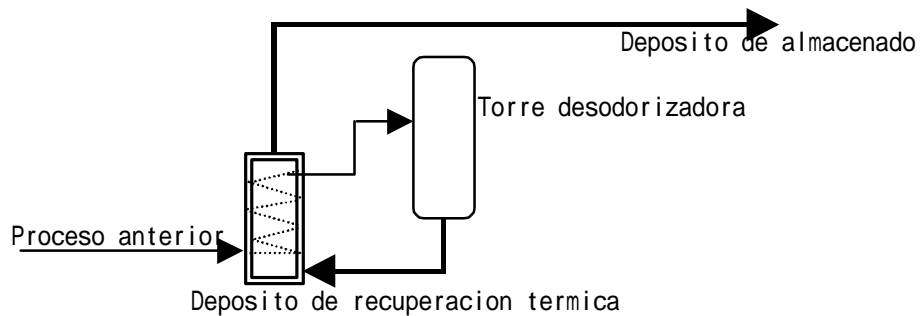 Deposito de almacenado
Torre desodorizadora
Proceso anterior
Deposito de recuperacion termica